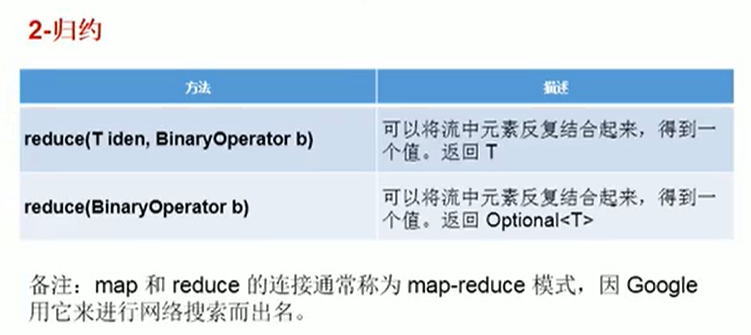 2-归约
方法
描述
reduce(T iden, BinaryOperator b)
可以将流中元素反复结合起来，得到一
个值。返回 T
reduce(BinaryOperator b)
可以将流中元素反复结合起来，得到一
个值。返回 Optional<T>
备注：map 和 reduce 的连接通常称为 map-reduce 模式，因 Google
用它来进行网络搜索而出名。